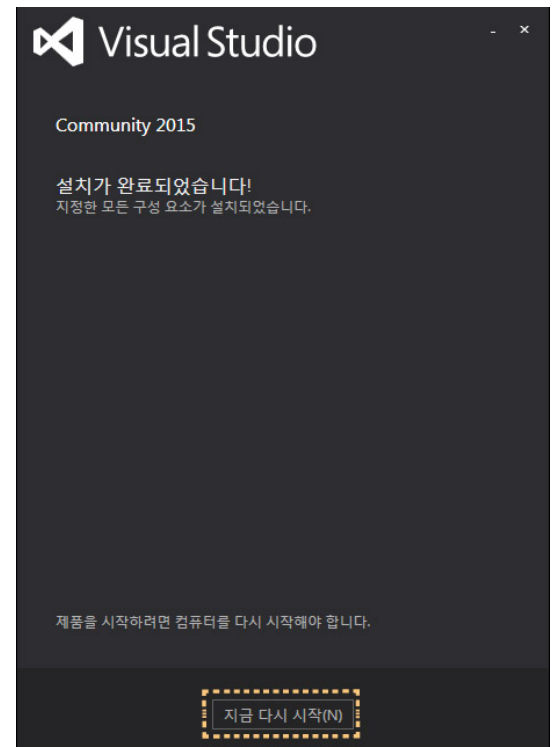 Visual Studio
Community 2015
설치가 완료되었습니다!
지정한 모든 구성 요소가 설치되었습니다.
제품을 시작하려면 컴퓨터를 다시 시작해야 합니다.
지금 다시 시작(N)